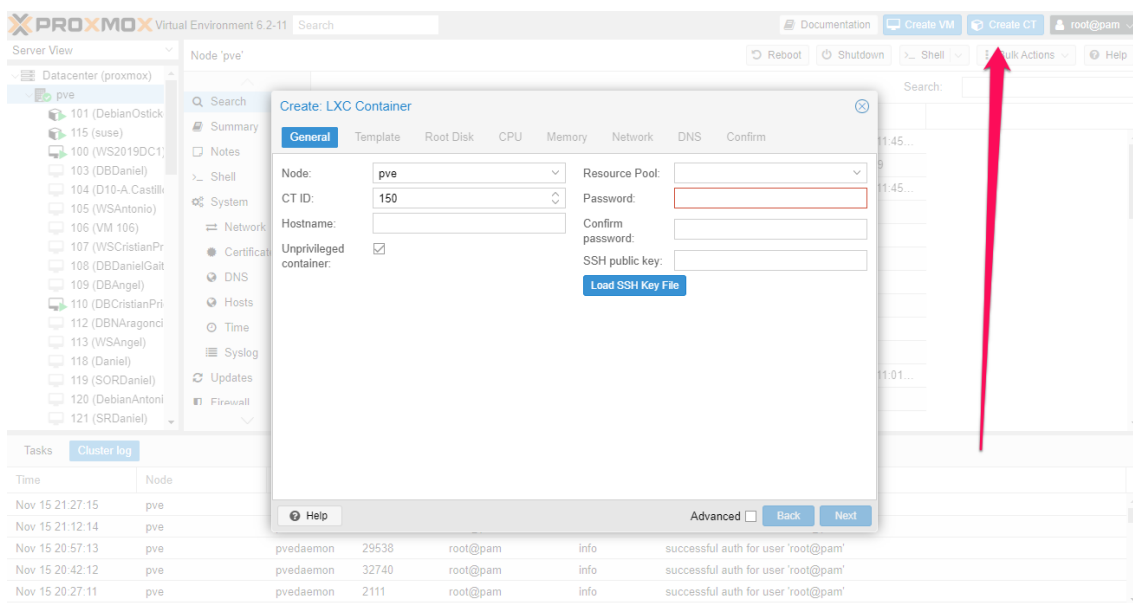 PROXMOX Virtual Environment 6.2-11 Search Documentation Create VM Create CT root@pam
Server View
Node 'pve' Reboot Shutdown >_ Shell Bulk Actions Help
Datacenter (proxmox)
pve
101 (DebianOstick
115 (suse)
100 (WS2019DC1)
103 (DBDaniel)
104 (D10-A.Castill
105 (WSAntonio)
106 (VM 106)
107 (WSCristianPr
108 (DBDanielGait
109 (DBAngel)
110 (DBCristianPri
112 (DBNAragonci
113 (WSAngel)
118 (Daniel)
119 (SORDaniel)
120 (DebianAntoni
121 (SRDaniel)
Search
Summary
Notes
>_ Shell
System
Network
Certificat
DNS
Hosts
Time
Syslog
Updates
Firewall
Search:
11:45...
9
11:45...
11:01...
Create: LXC Container
General Template Root Disk CPU Memory Network DNS Confirm
Node: pve
CT ID: 150
Hostname:
Unprivileged
container:
Resource Pool:
Password:
Confirm
password:
SSH public key:
Load SSH Key File
Help Advanced Back Next
Tasks Cluster log
Time Node
Nov 15 21:27:15 pve
Nov 15 21:12:14 pve
Nov 15 20:57:13 pve pvedaemon 29538 root@pam info successful auth for user 'root@pam'
Nov 15 20:42:12 pve pvedaemon 32740 root@pam info successful auth for user 'root@pam'
Nov 15 20:27:11 pve pvedaemon 2111 root@pam info successful auth for user 'root@pam'